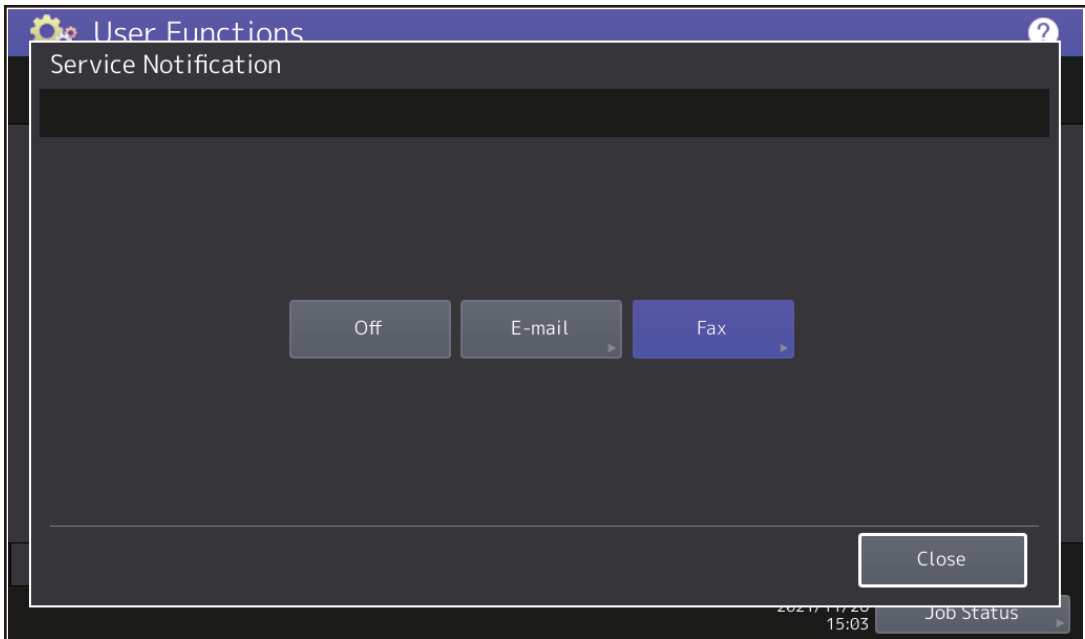 User Functions
?
Service Notification
Off
E-mail
Fax
Close
15:03
Job Status